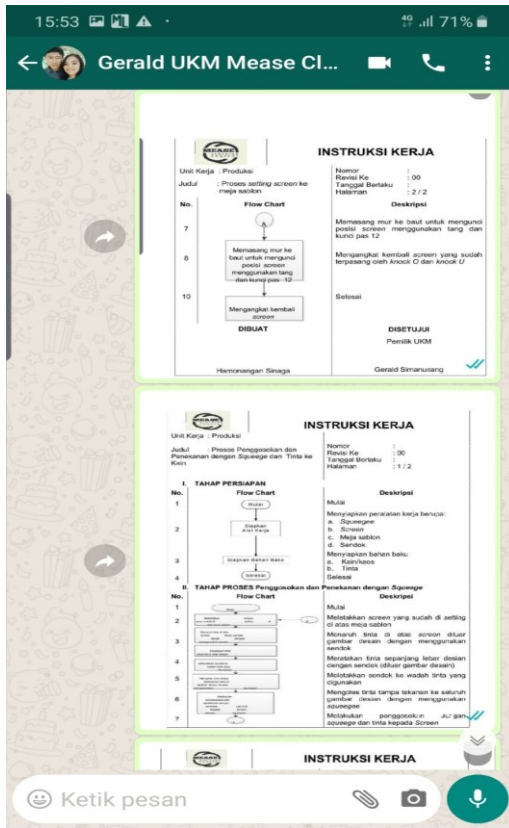 15:53
4G
71%
Gerald UKM Mease Cl...
MEASE
INSTRUKSI KERJA
Unit Kerja : Produksi
Judul : Proses setting screen ke
meja sablon
Nomor :
Revisi Ke : 00
Tanggal Berlaku :
Halaman : 2 / 2
No. Flow Chart Deskripsi
A
7
Memasang mur ke baut untuk mengunci
posisi screen menggunakan tang dan
kunci pas 12
8
Memasang mur ke
baut untuk mengunci
posisi screen
menggunakan tang
dan kunci pas 12
Mengangkat kembali screen yang sudah
terpasang oleh knock O dan knock U
10
Selesai
Mengangkat kembali
screen
DIBUAT
DISETUJUI
Pemilik UKM
Hamonangan Sinaga
Gerald Simanurang
MEASE
INSTRUKSI KERJA
Unit Kerja : Produksi
Judul : Proses Penggosokan dan
Penekanan dengan Squeege dan Tinta ke
Kain
Nomor :
Revisi Ke : 00
Tanggal Berlaku :
Halaman : 1 / 2
I. TAHAP PERSIAPAN
No. Flow Chart Deskripsi
1 Mulai Mulai
2
Siapkan
Alat Kerja
Menyiapkan peralatan kerja berupa:
a. Squeegee
b. Screen
c. Meja sablon
d. Sendok
3 Siapkan Bahan Baku
Menyiapkan bahan baku:
a. Kain/kaos
b. Tinta
4 Selesai
II. TAHAP PROSES Penggosokan dan Penekanan dengan Squeege
No. Flow Chart Deskripsi
1 Mulai
2 Meletakkan screen yang sudah di setting
di atas meja sablon
3 Menaruh tinta di atas screen diluar
gambar desain dengan menggunakan
sendok
4 Meratakan tinta sepanjang lebar desian
dengan sendok (diluar gambar desain)
5 Meletakkan sendok ke wadah tinta yang
digunakan
6 Mengolas tinta tampa tekanan ke seluruh
gambar desain dengan menggunakan
squeegee
7 Melakukan penggosokan
squeege dan tinta kepada Screen
INSTRUKSI KERJA
Ketik pesan